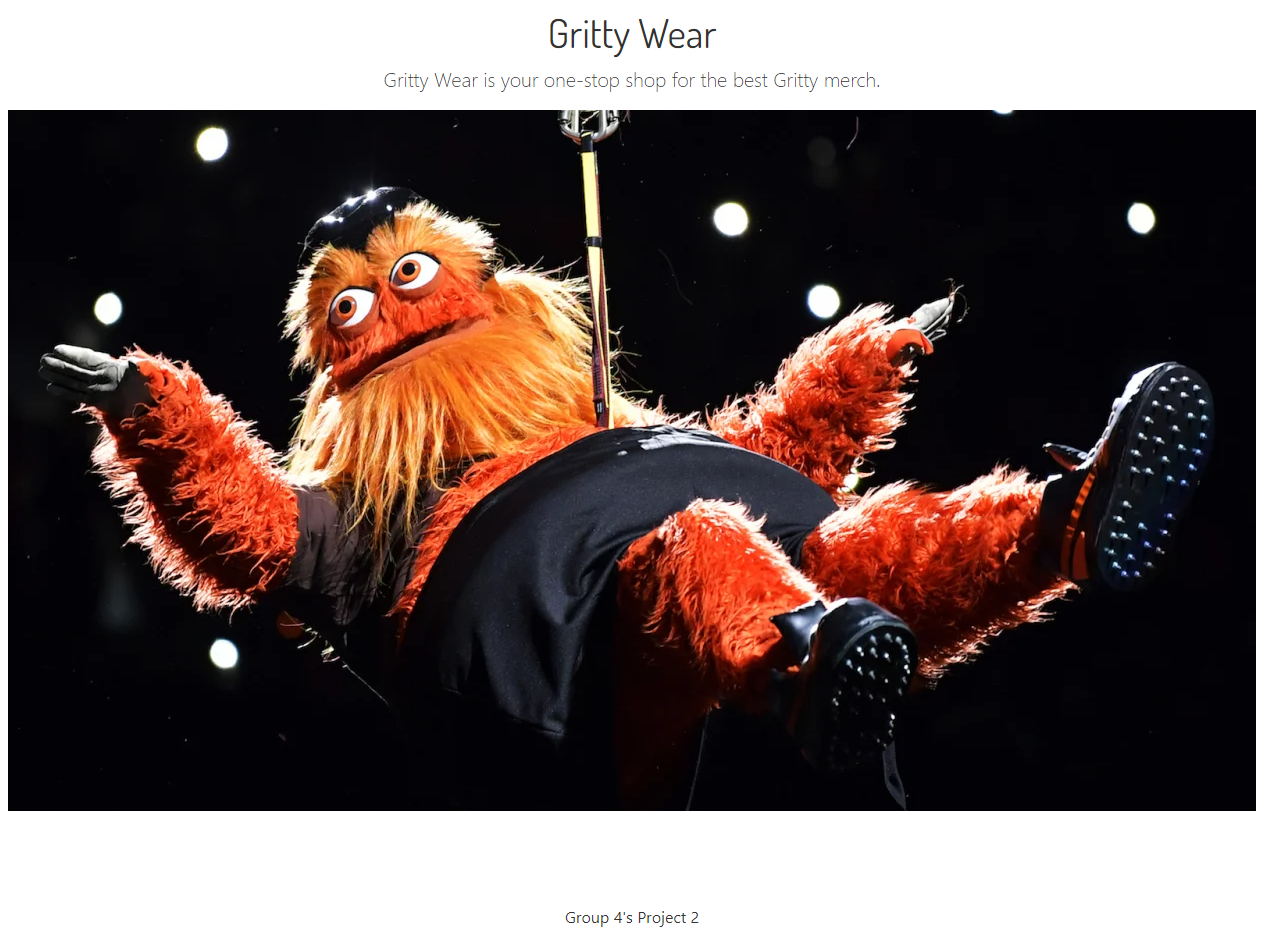 Gritty Wear
Gritty Wear is your one-stop shop for the best Gritty merch.
Group 4's Project 2